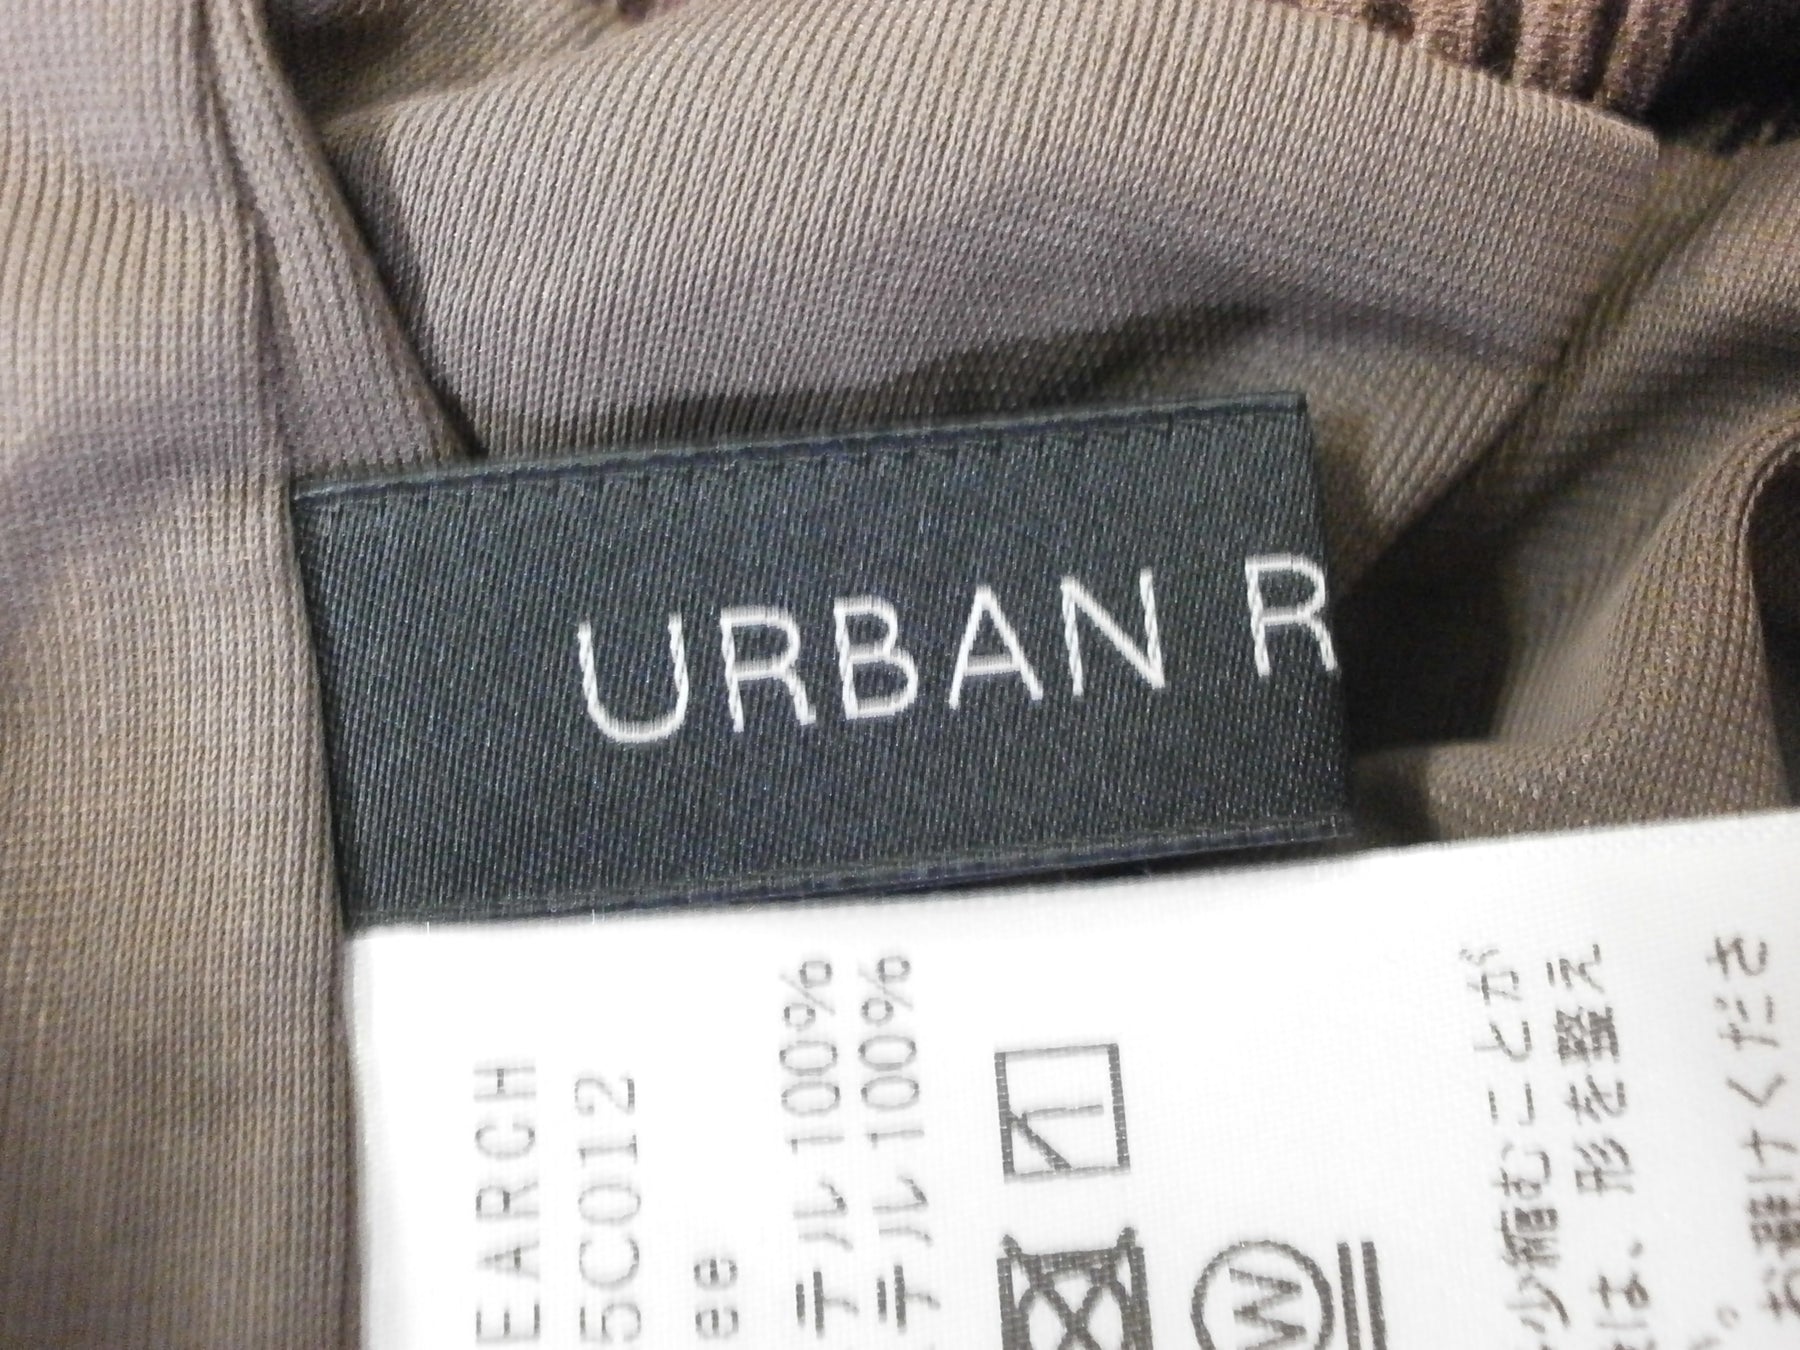 URBAN R
EARCH
5C012
ee
テル 100%
テル 100%
W
少縮むことが
は、形を整え
お避けくださ